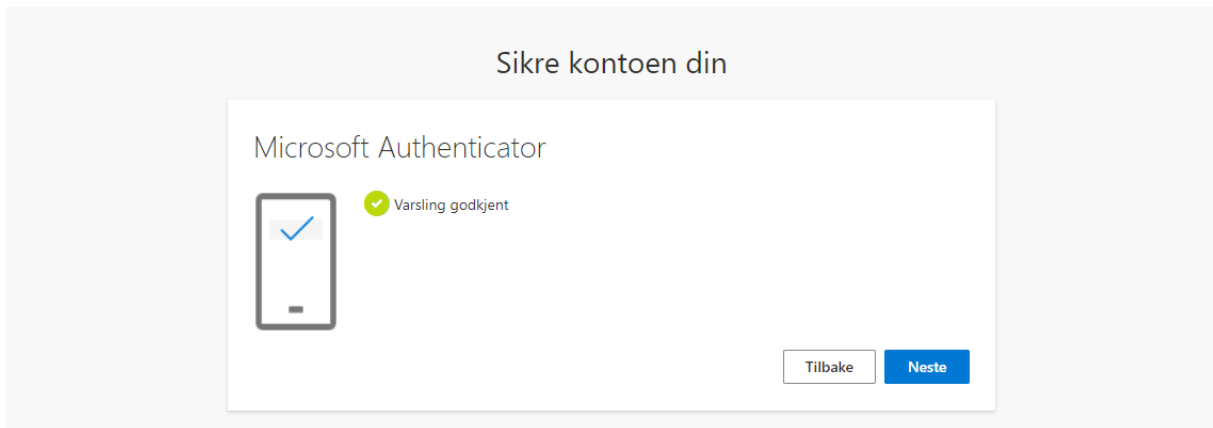 Sikre kontoen din
Microsoft Authenticator
Varsling godkjent
Tilbake
Neste